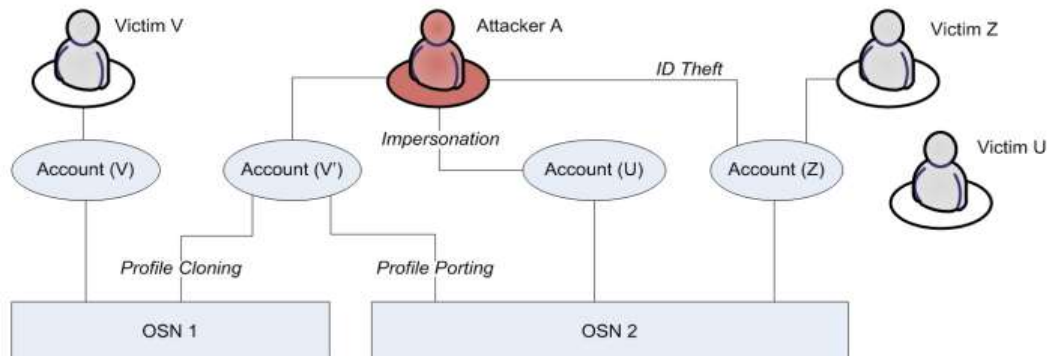 Victim V
Attacker A
Victim Z
ID Theft
Impersonation
Victim U
Account (V)
Account (V')
Account (U)
Account (Z)
Profile Cloning
Profile Porting
OSN 1
OSN 2